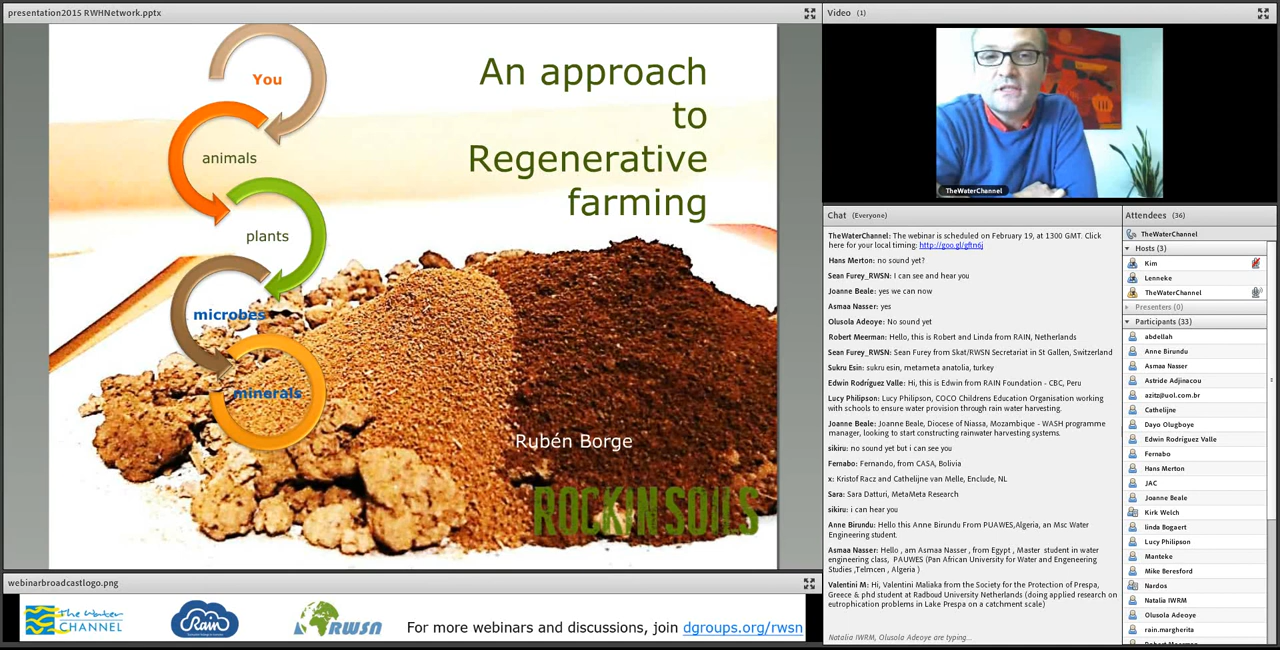 presentation2015 RWHNetwork.pptx
You
animals
plants
microbes
minerals
An approach
to
Regenerative
farming
Rubén Borge
ROCKIN SOILS
webinarbroadcastlogo.png
The Water
CHANNEL
Rain
RWSN
For more webinars and discussions, join dgroups.org/rwsn
Video (1)
TheWaterChannel
Chat (Everyone)
TheWaterChannel: The webinar is scheduled on February 19, at 1300 GMT. Click
here for your local timing: http://goo.gl/gftn6j
Hans Merton: no sound yet?
Sean Furey_RWSN: I can see and hear you
Joanne Beale: yes we can now
Asmaa Nasser: yes
Olusola Adeoye: No sound yet
Robert Meerman: Hello, this is Robert and Linda from RAIN, Netherlands
Sean Furey_RWSN: Sean Furey from Skat/RWSN Secretariat in St Gallen, Switzerland
Sukru Esin: sukru esin, metameta anatolia, turkey
Edwin Rodríguez Valle: Hi, this is Edwin from RAIN Foundation - CBC, Peru
Lucy Philipson: Lucy Philipson, COCO Childrens Education Organisation working
with schools to ensure water provision through rain water harvesting.
Joanne Beale: Joanne Beale, Diocese of Niassa, Mozambique - WASH programme
manager, looking to start constructing rainwater harvesting systems.
sikiru: no sound yet but i can see you
Fernabo: Fernando, from CASA, Bolivia
x: Kristof Racz and Cathelijne van Melle, Enclude, NL
Sara: Sara Datturi, MetaMeta Research
sikiru: i can hear you
Anne Birundu: Hello this Anne Birundu From PUAWES,Algeria, an Msc Water
Engineering student.
Asmaa Nasser: Hello , am Asmaa Nasser , from Egypt , Master student in water
engineering class, PAUWES (Pan African University for Water and Engeneering
Studies ,Telmcen , Algeria )
Valentini M: Hi, Valentini Maliaka from the Society for the Protection of Prespa,
Greece & phd student at Radboud University Netherlands (doing applied research on
eutrophication problems in Lake Prespa on a catchment scale)
Natalia IWRM, Olusola Adeoye are typing...
Attendees (36)
TheWaterChannel
Hosts (3)
Kim
Lenneke
TheWaterChannel
Presenters (0)
Participants (33)
abdellah
Anne Birundu
Asmaa Nasser
Astride Adjinacou
azitz@uol.com.br
Cathelijne
Dayo Olugboye
Edwin Rodríguez Valle
Fernabo
Hans Merton
JAC
Joanne Beale
Kirk Welch
linda Bogaert
Lucy Philipson
Manteke
Mike Beresford
Nardos
Natalia IWRM
Olusola Adeoye
rain.margherita